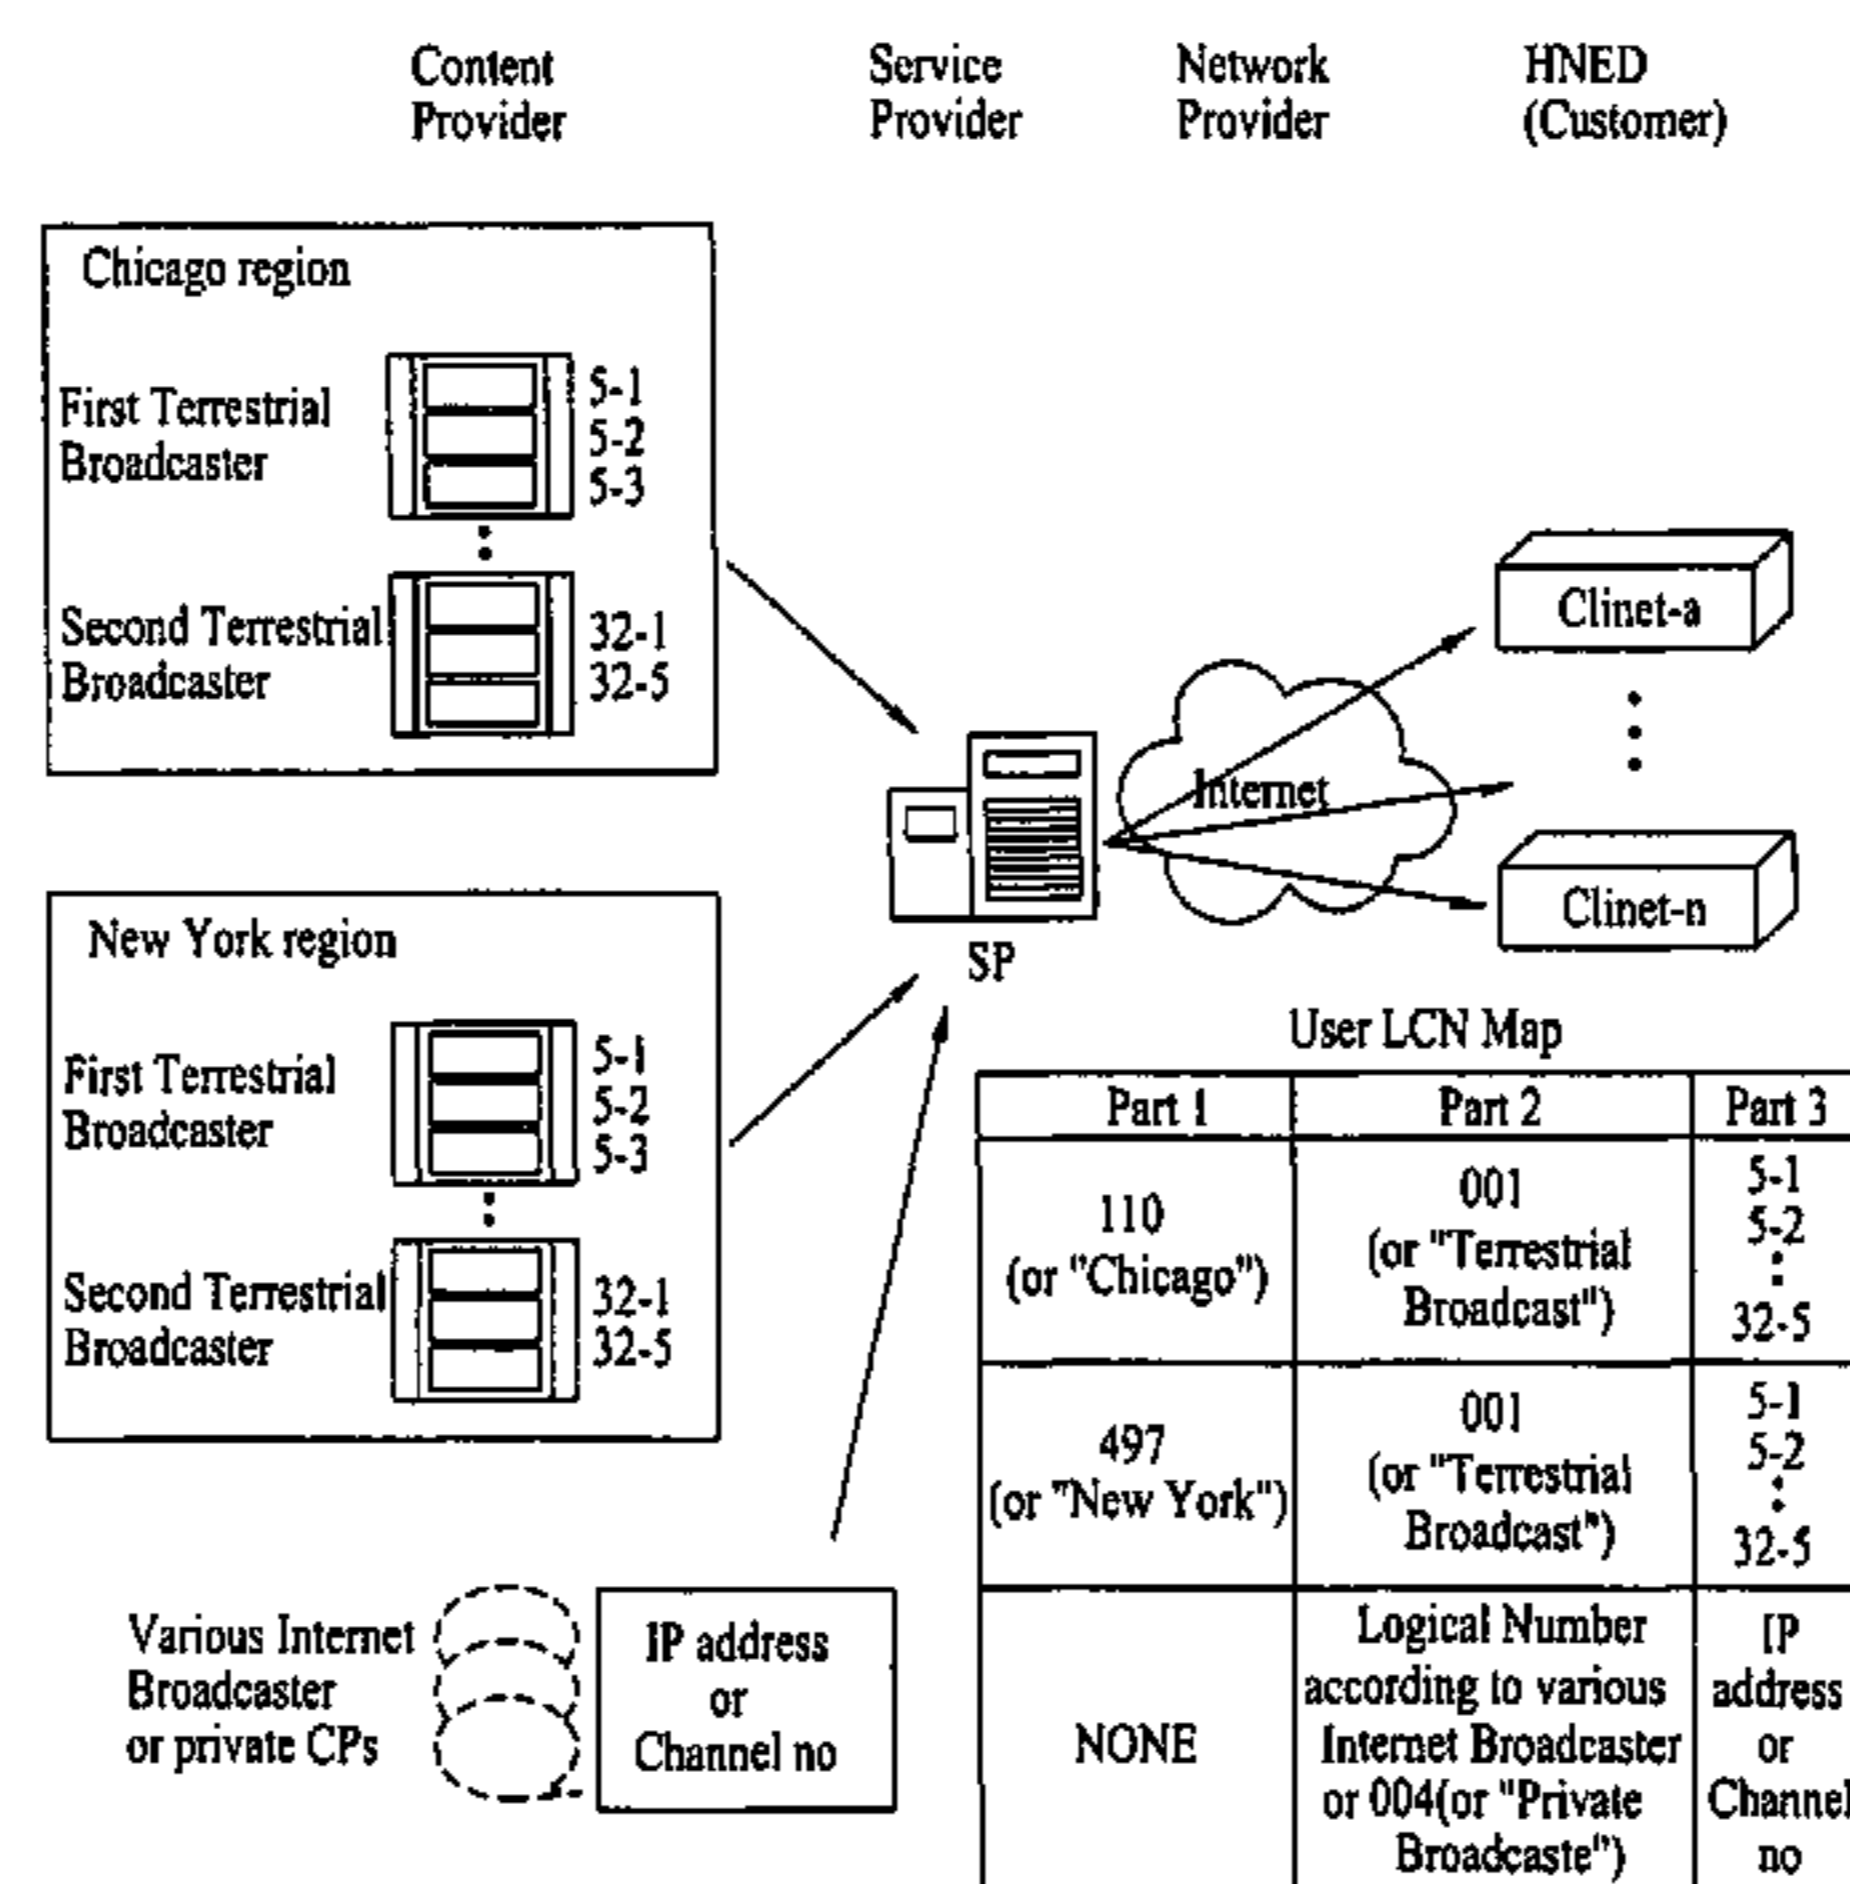 Content
Provider
Service
Provider
Network
Provider
HNED
(Customer)
Chicago region
First Terrestrial
Broadcaster
5-1
5-2
5-3
Second Terrestrial
Broadcaster
32-1
32-5
New York region
First Terrestrial
Broadcaster
5-1
5-2
5-3
Second Terrestrial
Broadcaster
32-1
32-5
Various Internet
Broadcaster
or private CPs
IP address
or
Channel no
SP
Internet
Clinet-a
Clinet-n
User LCN Map
Part 1
Part 2
Part 3
110
(or "Chicago")
001
(or "Terrestrial
Broadcast")
5-1
5-2
32-5
497
(or "New York")
001
(or "Terrestrial
Broadcast")
5-1
5-2
32-5
NONE
Logical Number
according to various
Internet Broadcaster
or 004(or "Private
Broadcaste")
IP
address
or
Channel
no